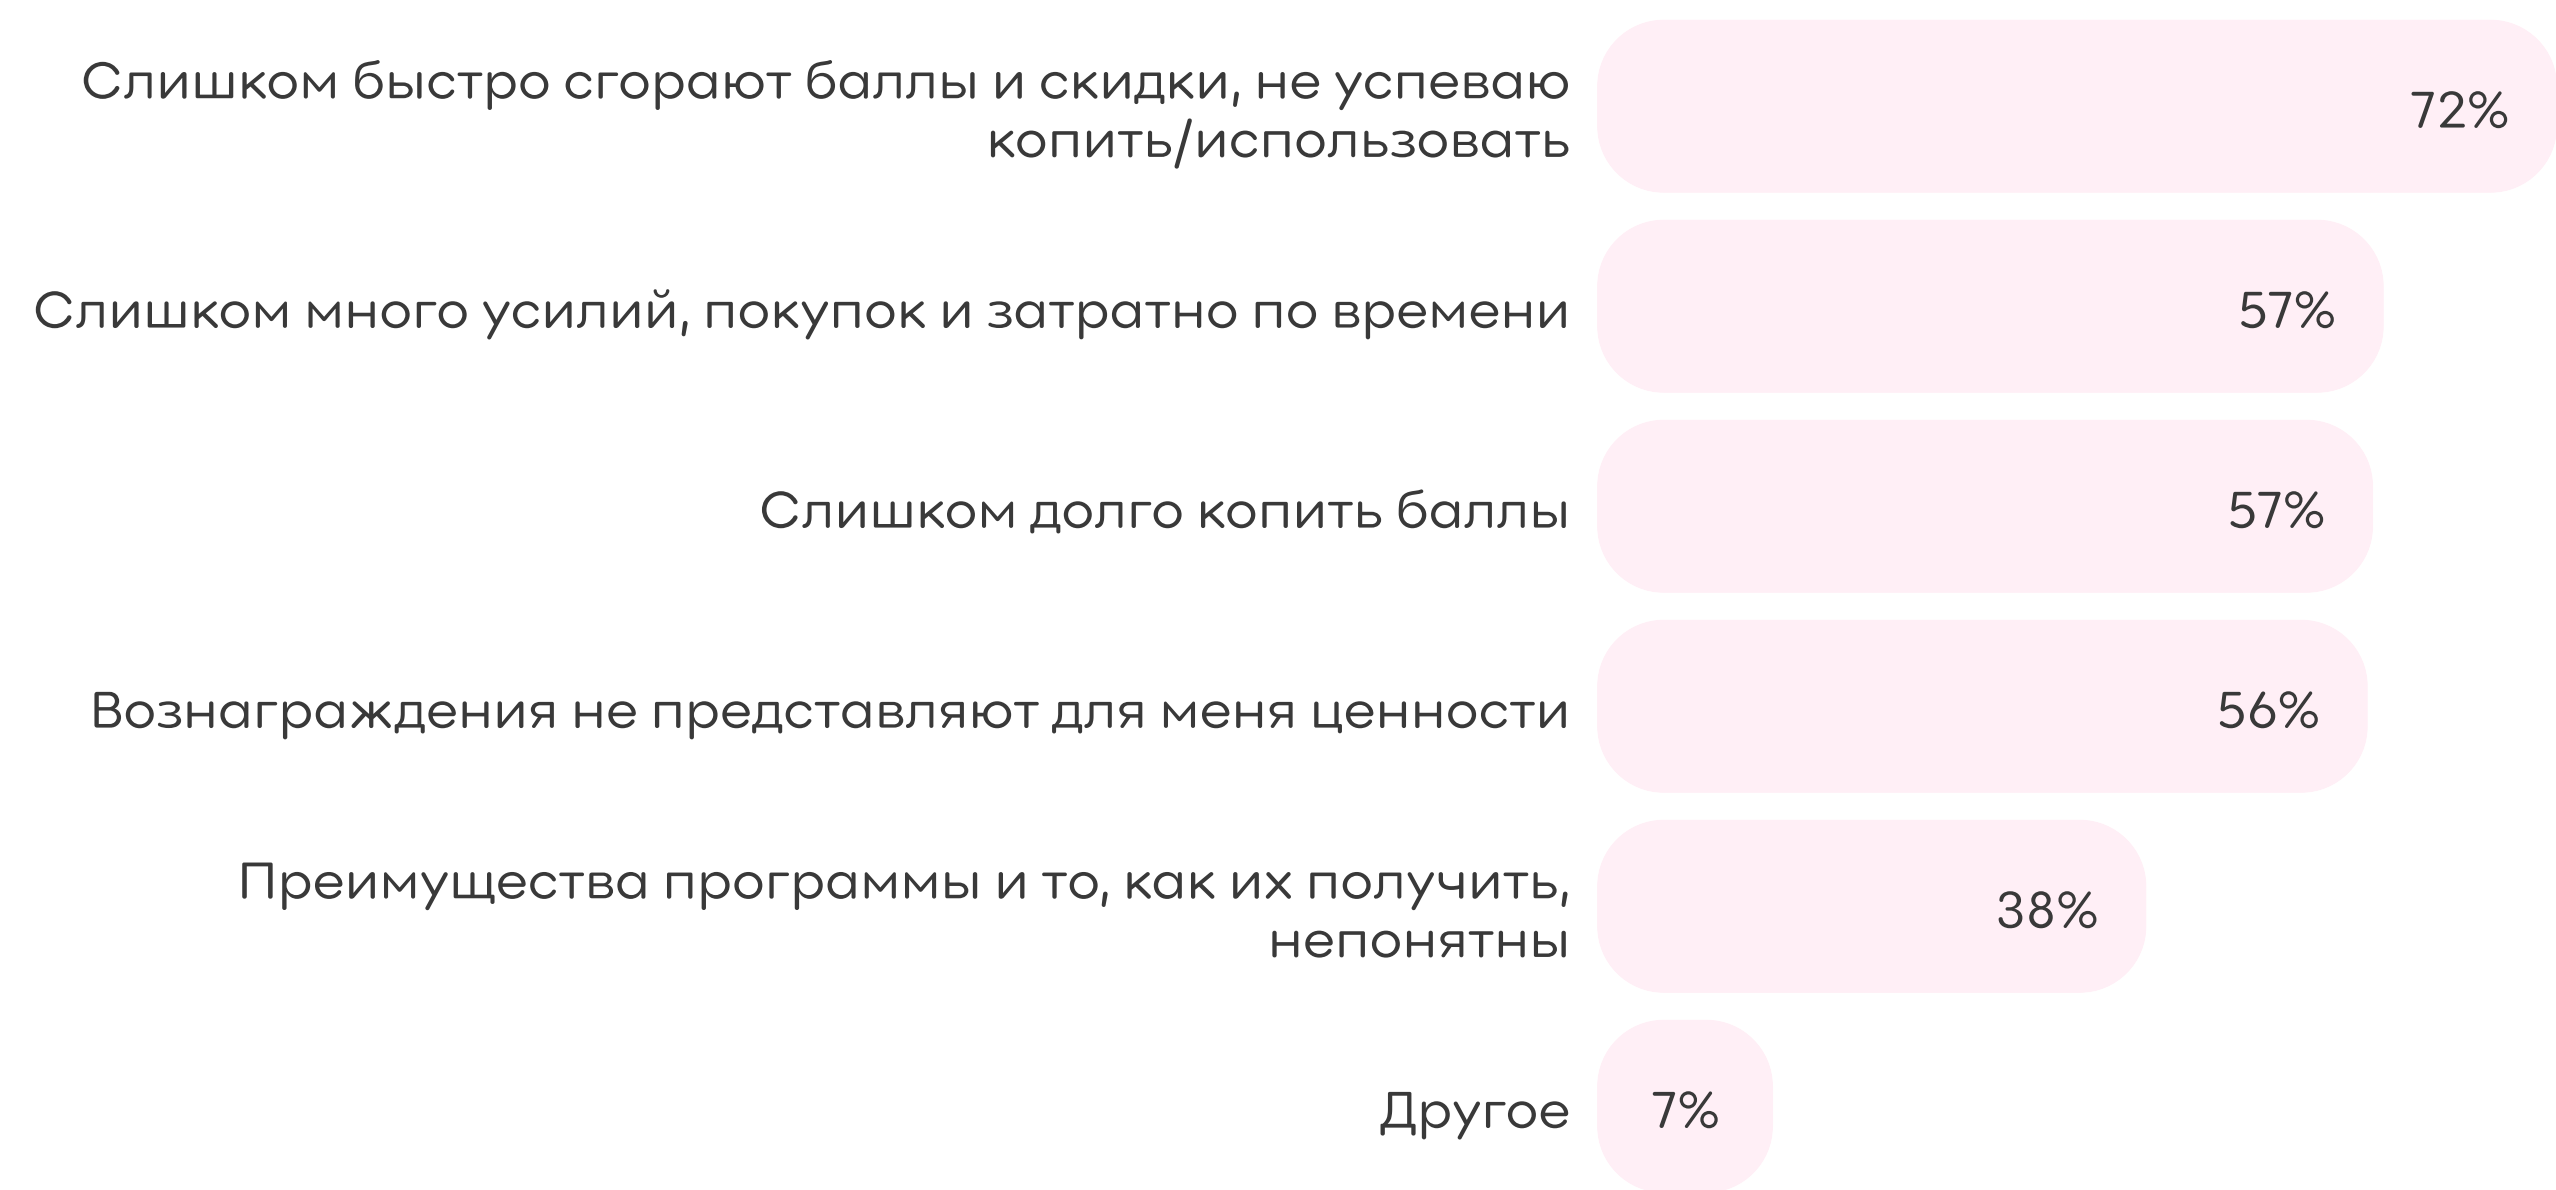 Слишком быстро сгорают баллы и скидки, не успеваю
копить/использовать
72%
Слишком много усилий, покупок и затратно по времени
57%
Слишком долго копить баллы
57%
Вознаграждения не представляют для меня ценности
56%
Преимущества программы и то, как их получить,
непонятны
38%
Другое
7%